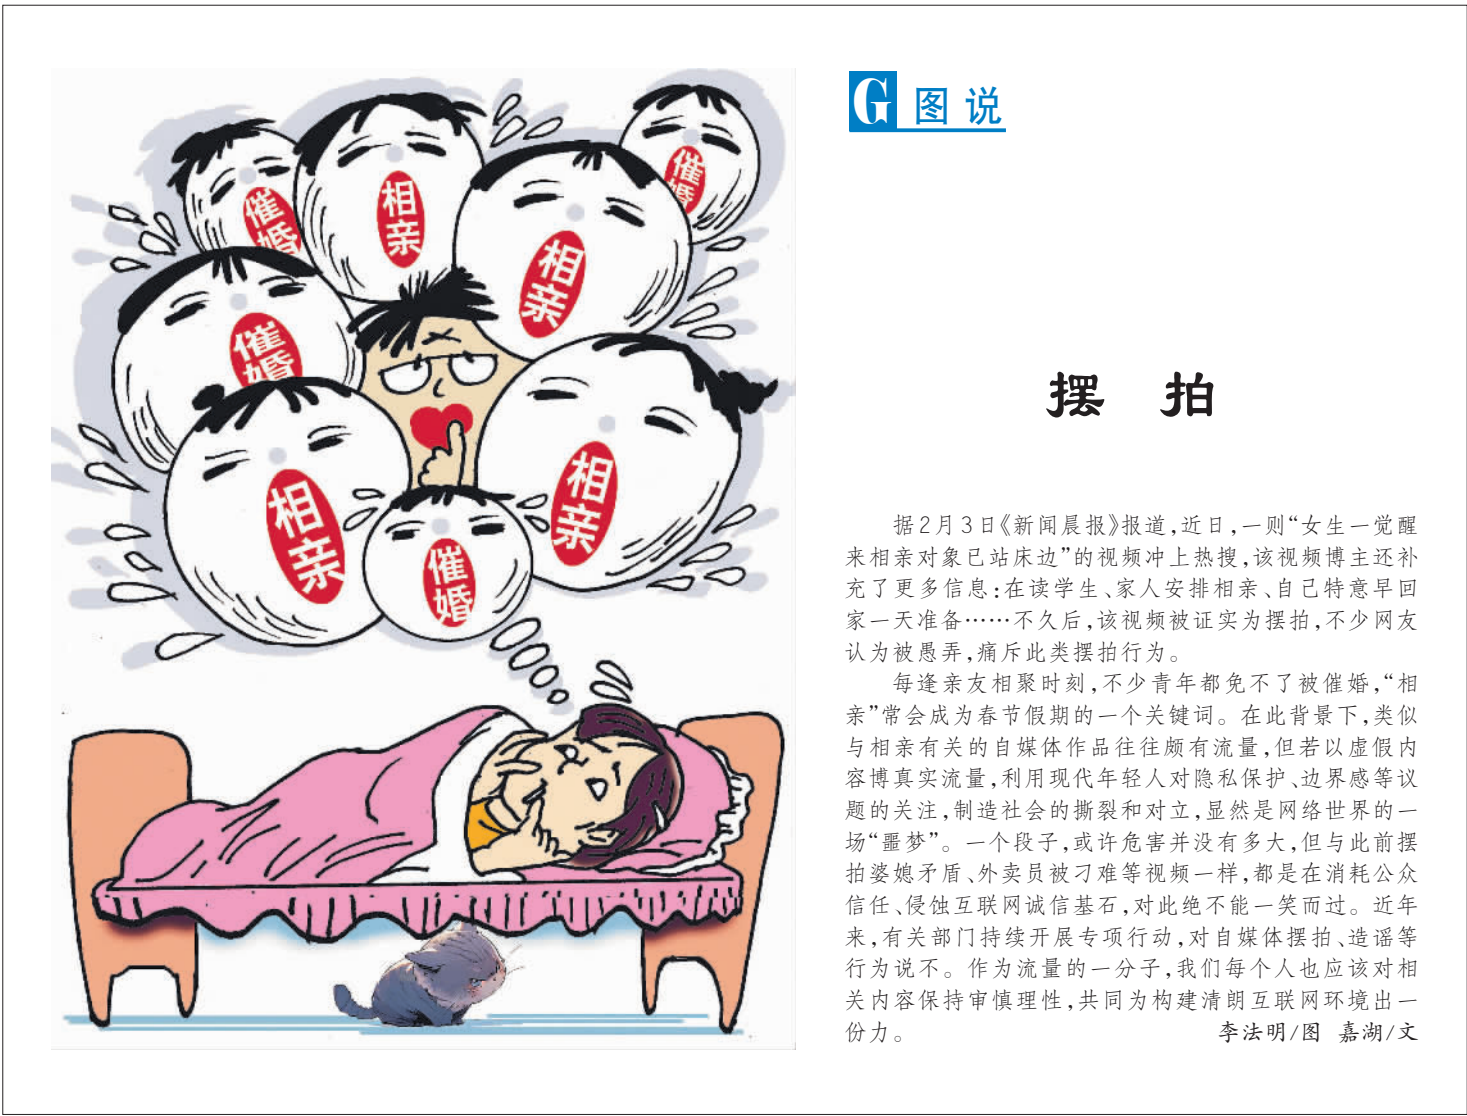 G 图说
催婚
相亲
催婚
相亲
催婚
相亲
相亲
催婚
摆 拍
据2月3日《新闻晨报》报道,近日,一则“女生一觉醒
来相亲对象已站床边”的视频冲上热搜,该视频博主还补
充了更多信息:在读学生、家人安排相亲、自己特意早回
家一天准备……不久后,该视频被证实为摆拍,不少网友
认为被愚弄,痛斥此类摆拍行为。
每逢亲友相聚时刻,不少青年都免不了被催婚,“相
亲”常会成为春节假期的一个关键词。在此背景下,类似
与相亲有关的自媒体作品往往颇有流量,但若以虚假内
容博真实流量,利用现代年轻人对隐私保护、边界感等议
题的关注,制造社会的撕裂和对立,显然是网络世界的一
场“噩梦”。一个段子,或许危害并没有多大,但与此前摆
拍婆媳矛盾、外卖员被刁难等视频一样,都是在消耗公众
信任、侵蚀互联网诚信基石,对此绝不能一笑而过。近年
来,有关部门持续开展专项行动,对自媒体摆拍、造谣等
行为说不。作为流量的一分子,我们每个人也应该对相
关内容保持审慎理性,共同为构建清朗互联网环境出一
份力。 李法明/图 嘉湖/文